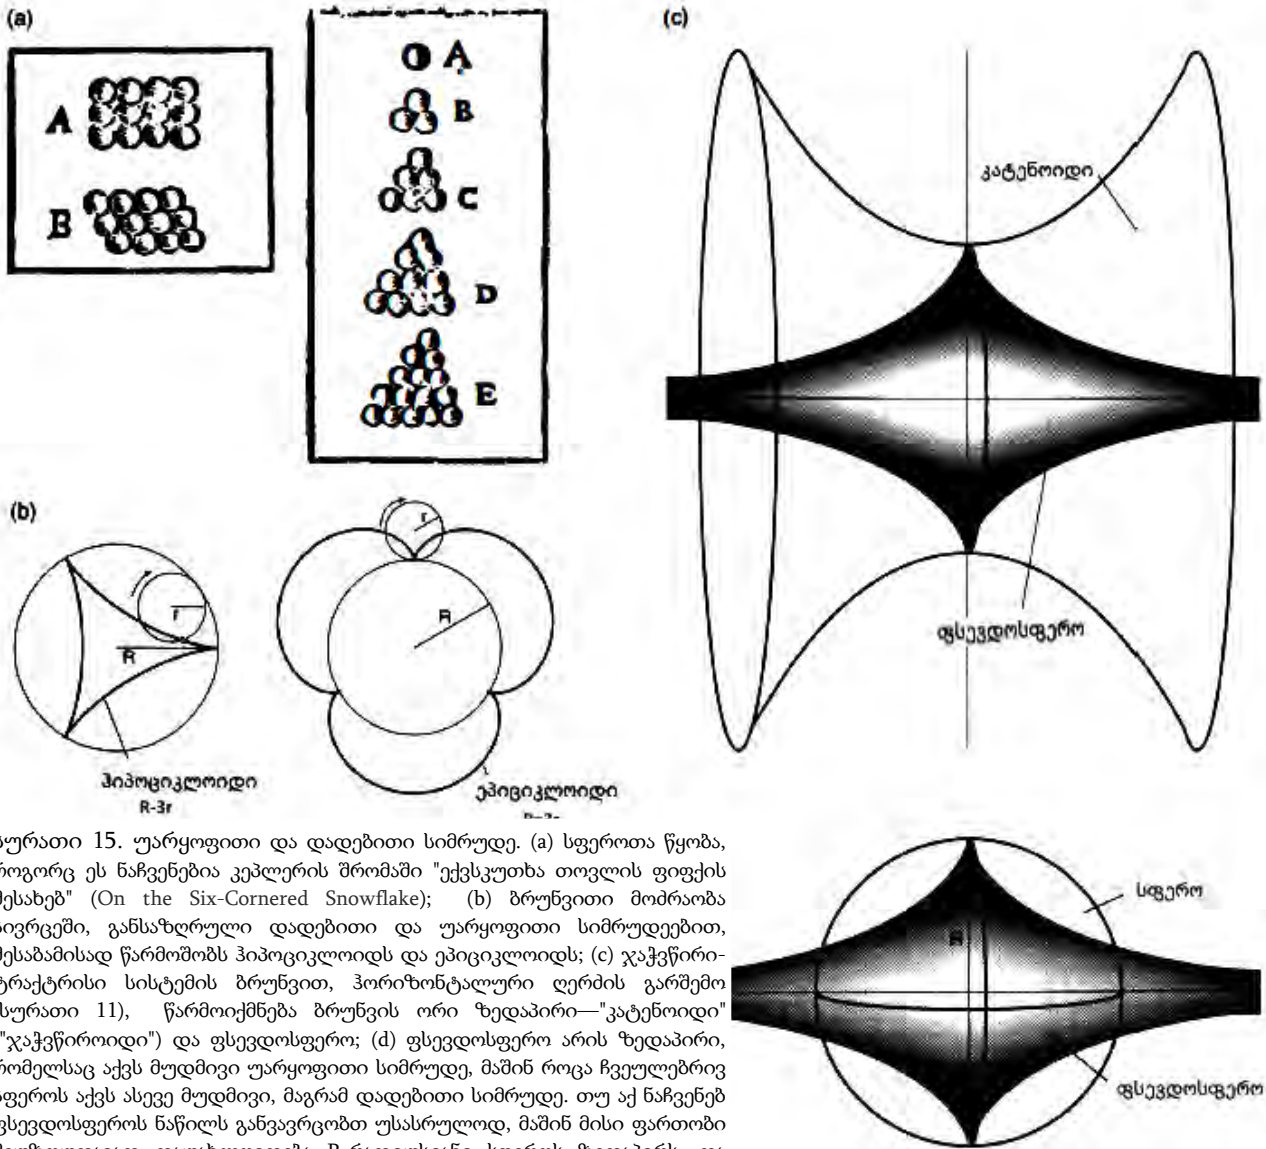 (a)
A
B
A
B
C
D
E
(b)
r
R
ჰიპოციკლოიდი
R-3r
r
R
ეპიციკლოიდი
(c)
კატენოიდი
ფსევდოსფერო
სურათი 15. უარყოფითი და დადებითი სიმრუდე. (a) სფეროთა წყობა,
როგორც ეს ნაჩვენებია კეპლერის შრომაში "ექვსკუთხა თოვლის ფიფქის
შესახებ" (On the Six-Cornered Snowflake); (b) ბრუნვითი მოძრაობა
სივრცეში, განსაზღრული დადებითი და უარყოფითი სიმრუდეებით,
შესაბამისად წარმოშობს ჰიპოციკლოიდს და ეპიციკლოიდს; (c) ჯაჭვწირი-
ტრაქტრისი სისტემის ბრუნვით, ჰორიზონტალური ღერძის გარშემო
(სურათი 11), წარმოიქმნება ბრუნვის ორი ზედაპირი—"კატენოიდი"
("ჯაჭვწიროიდი") და ფსევდოსფერო; (d) ფსევდოსფერო არის ზედაპირი,
რომელსაც აქვს მუდმივი უარყოფითი სიმრუდე, მაშინ როცა ჩვეულებრივ
სფეროს აქვს ასევე მუდმივი, მაგრამ დადებითი სიმრუდე. თუ აქ ნაჩვენებ
ფსევდოსფეროს ნაწილს განვავრცობთ უსასრულოდ, მაშინ მისი ფართობი
სფერო
ფსევდოსფერო